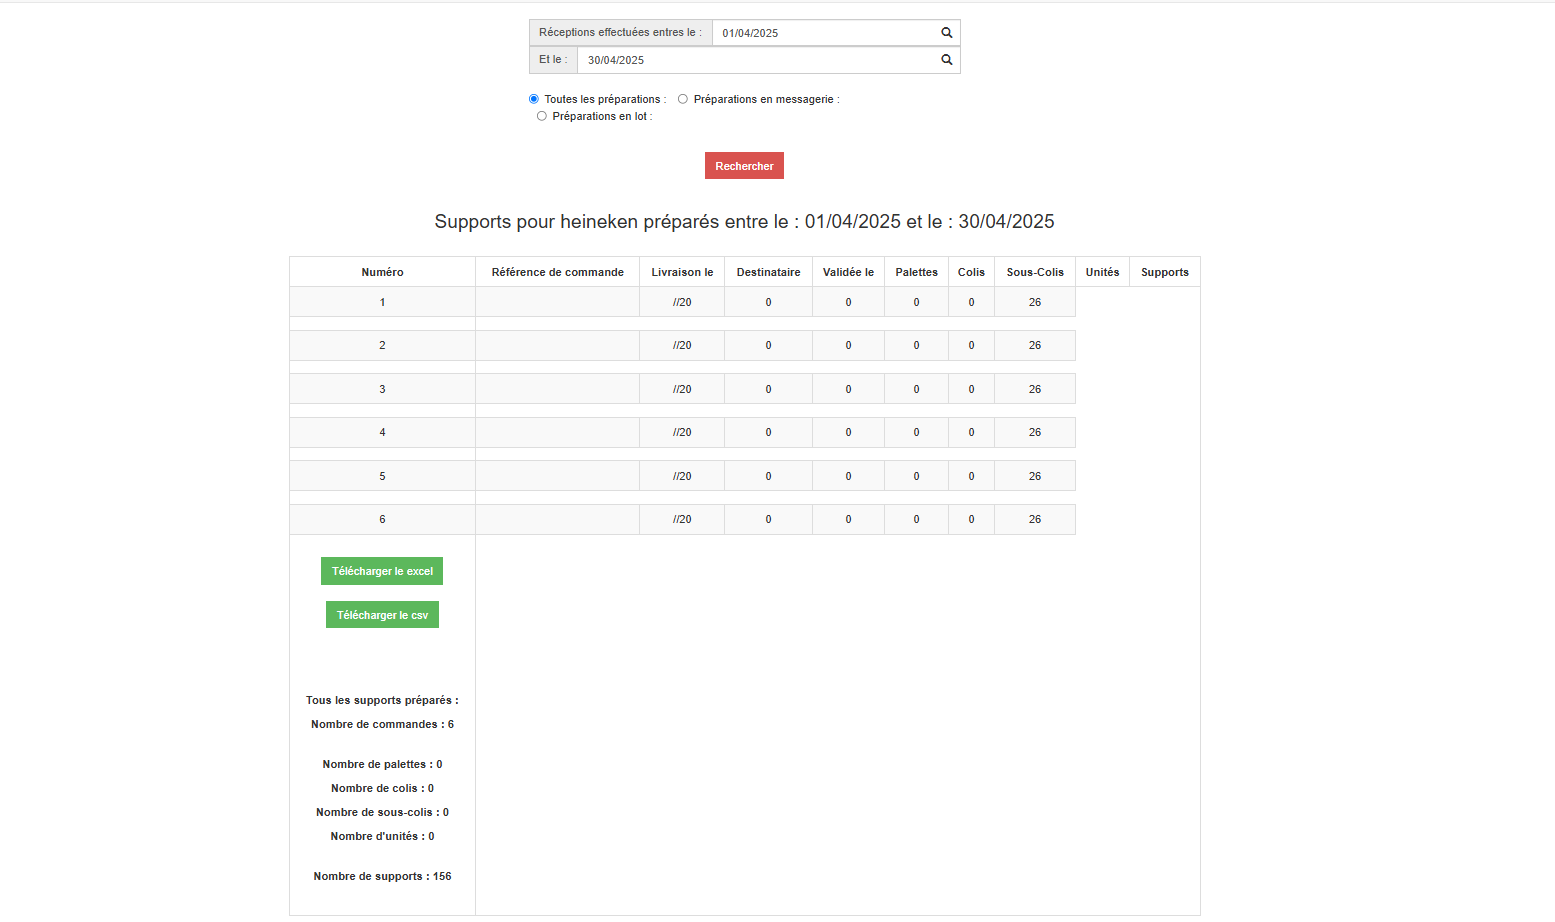 Réceptions effectuées entres le : 01/04/2025
Et le : 30/04/2025
Toutes les préparations : Préparations en messagerie :
Préparations en lot :
Rechercher
Supports pour heineken préparés entre le : 01/04/2025 et le : 30/04/2025
Numéro Référence de commande Livraison le Destinataire Validée le Palettes Colis Sous-Colis Unités Supports
1 //20 0 0 0 0 26
2 //20 0 0 0 0 26
3 //20 0 0 0 0 26
4 //20 0 0 0 0 26
5 //20 0 0 0 0 26
6 //20 0 0 0 0 26
Télécharger le excel
Télécharger le csv
Tous les supports préparés :
Nombre de commandes : 6
Nombre de palettes : 0
Nombre de colis : 0
Nombre de sous-colis : 0
Nombre d'unités : 0
Nombre de supports : 156